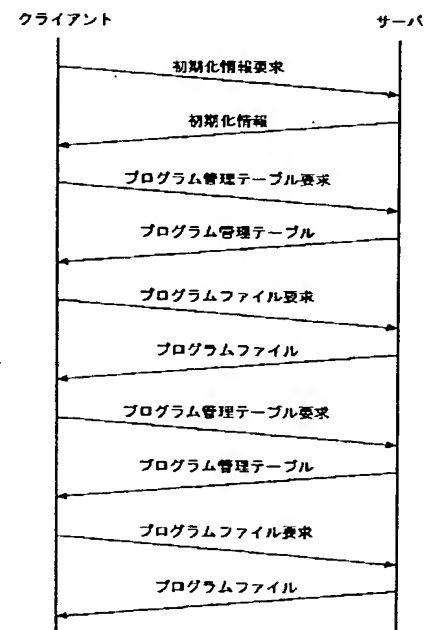 クライアント
サーバ
初期化情報要求
初期化情報
プログラム管理テーブル要求
プログラム管理テーブル
プログラムファイル要求
プログラムファイル
プログラム管理テーブル要求
プログラム管理テーブル
プログラムファイル要求
プログラムファイル